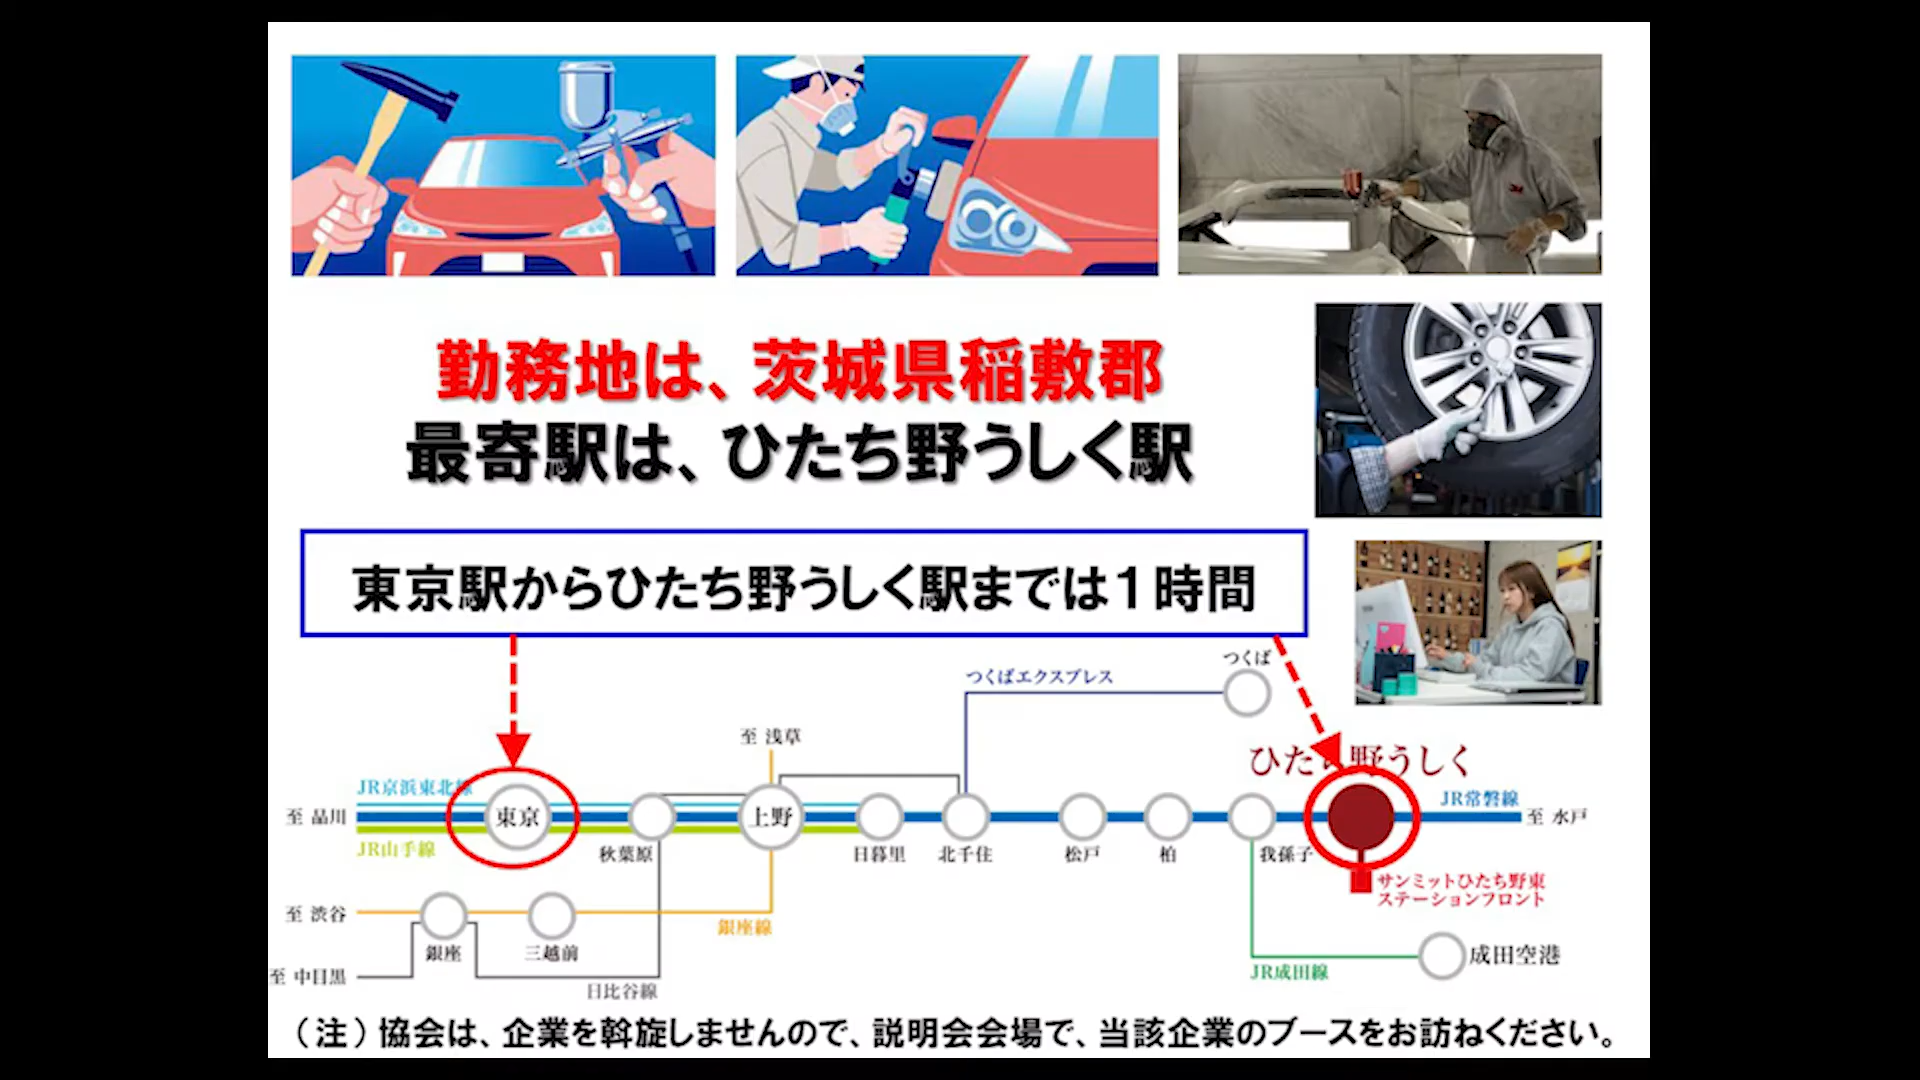 勤務地は、茨城県稲敷郡
最寄駅は、ひたち野うしく駅
東京駅からひたち野うしく駅までは1時間
つくば
つくばエクスプレス
至 浅草
ひたち野うしく
JR京浜東北線
JR常磐線
至 品川
東京
上野
至 水戸
JR山手線
秋葉原
日暮里
北千住
松戸
柏
我孫子
サンミットひたち野東
ステーションフロント
至 渋谷
銀座線
銀座
三越前
成田空港
JR成田線
至 中目黒
日比谷線
（注）協会は、企業を斡旋しませんので、説明会会場で、当該企業のブースをお訪ねください。